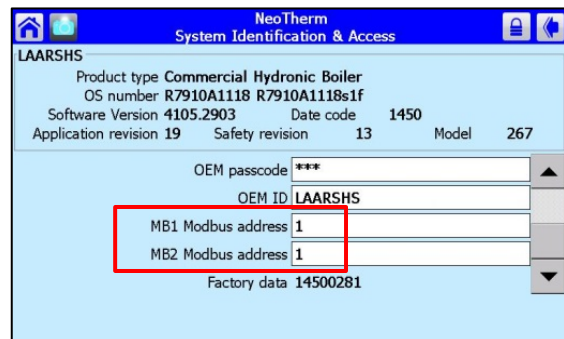 NeoTherm
System Identification & Access
LAARSHS
Product type Commercial Hydronic Boiler
OS number R7910A1118 R7910A1118s1f
Software Version 4105.2903 Date code 1450
Application revision 19 Safety revision 13 Model 267
OEM passcode ***
OEM ID LAARSHS
MB1 Modbus address 1
MB2 Modbus address 1
Factory data 14500281